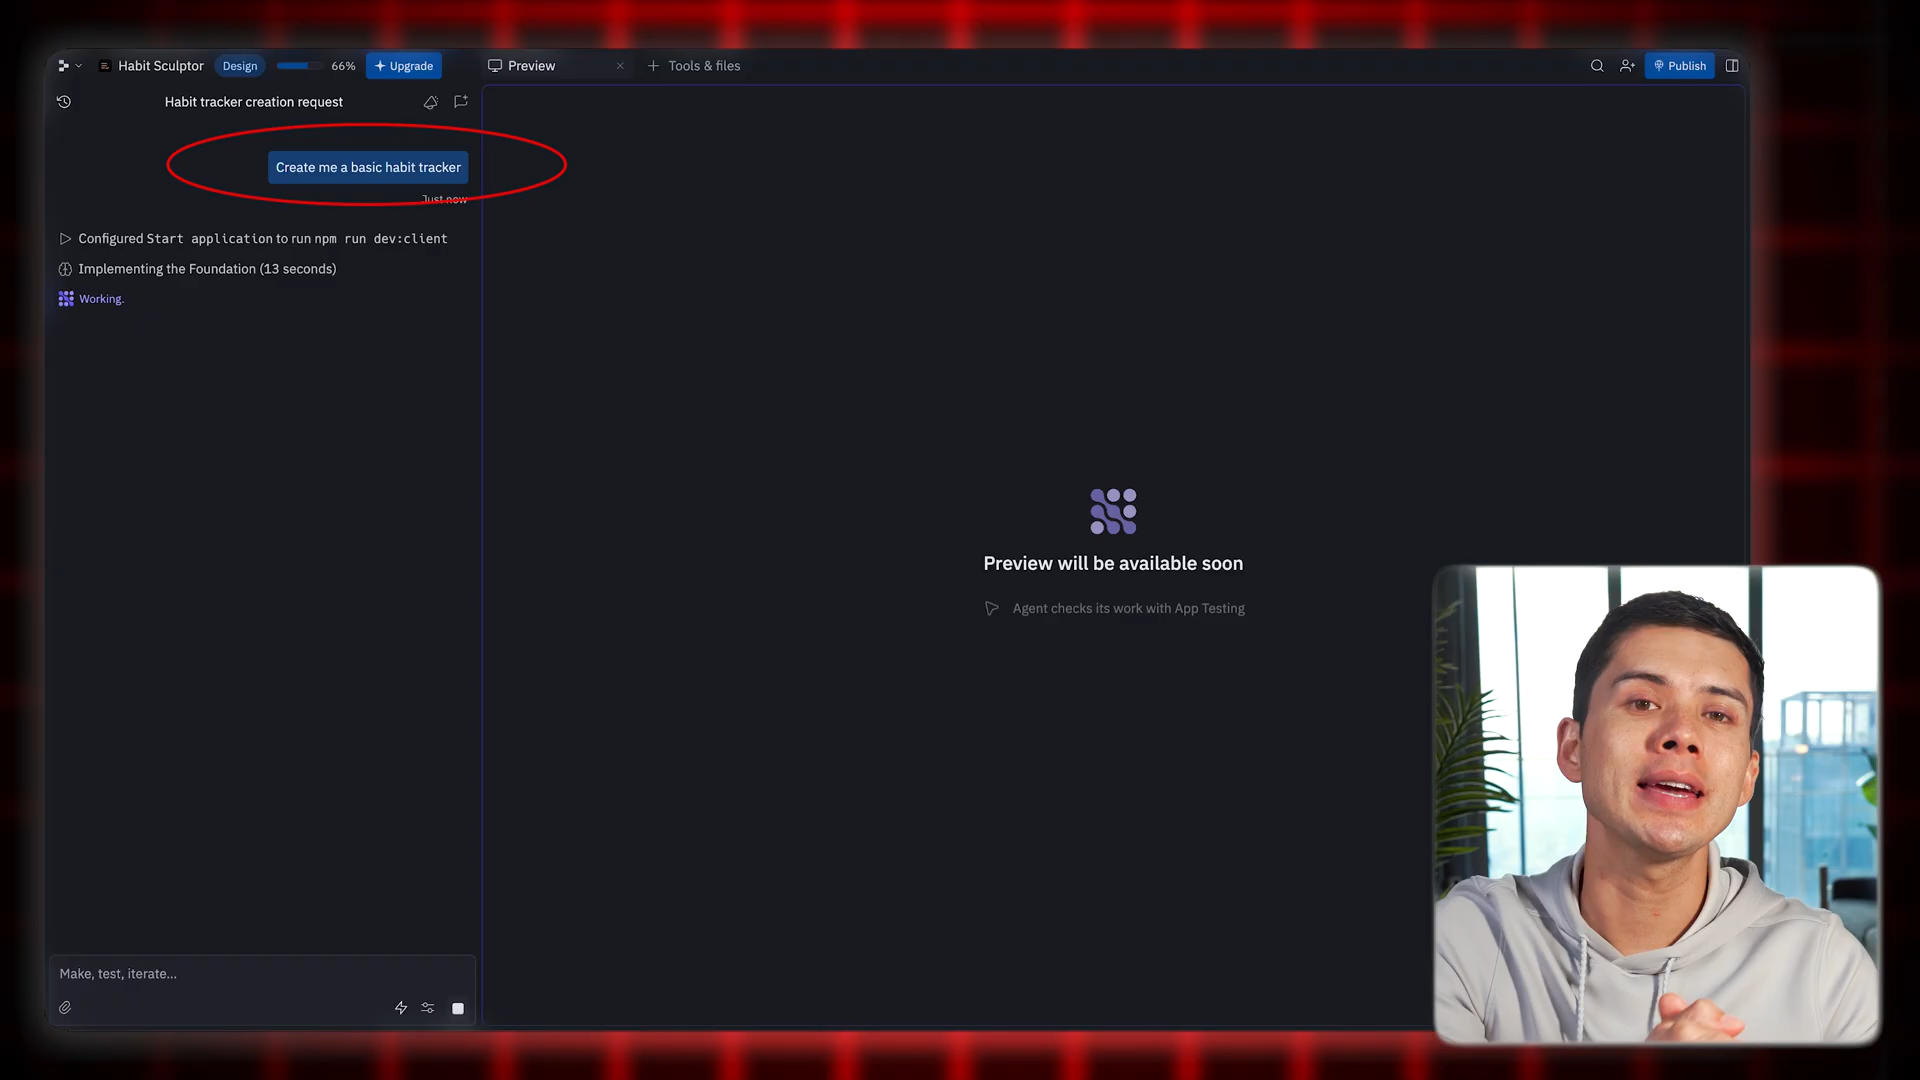 Habit Sculptor
Design
66%
Upgrade
Preview
Tools & files
Publish
Habit tracker creation request
Create me a basic habit tracker
Just now
Configured Start application to run npm run dev:client
Implementing the Foundation (13 seconds)
Working.
Preview will be available soon
Agent checks its work with App Testing
Make, test, iterate...